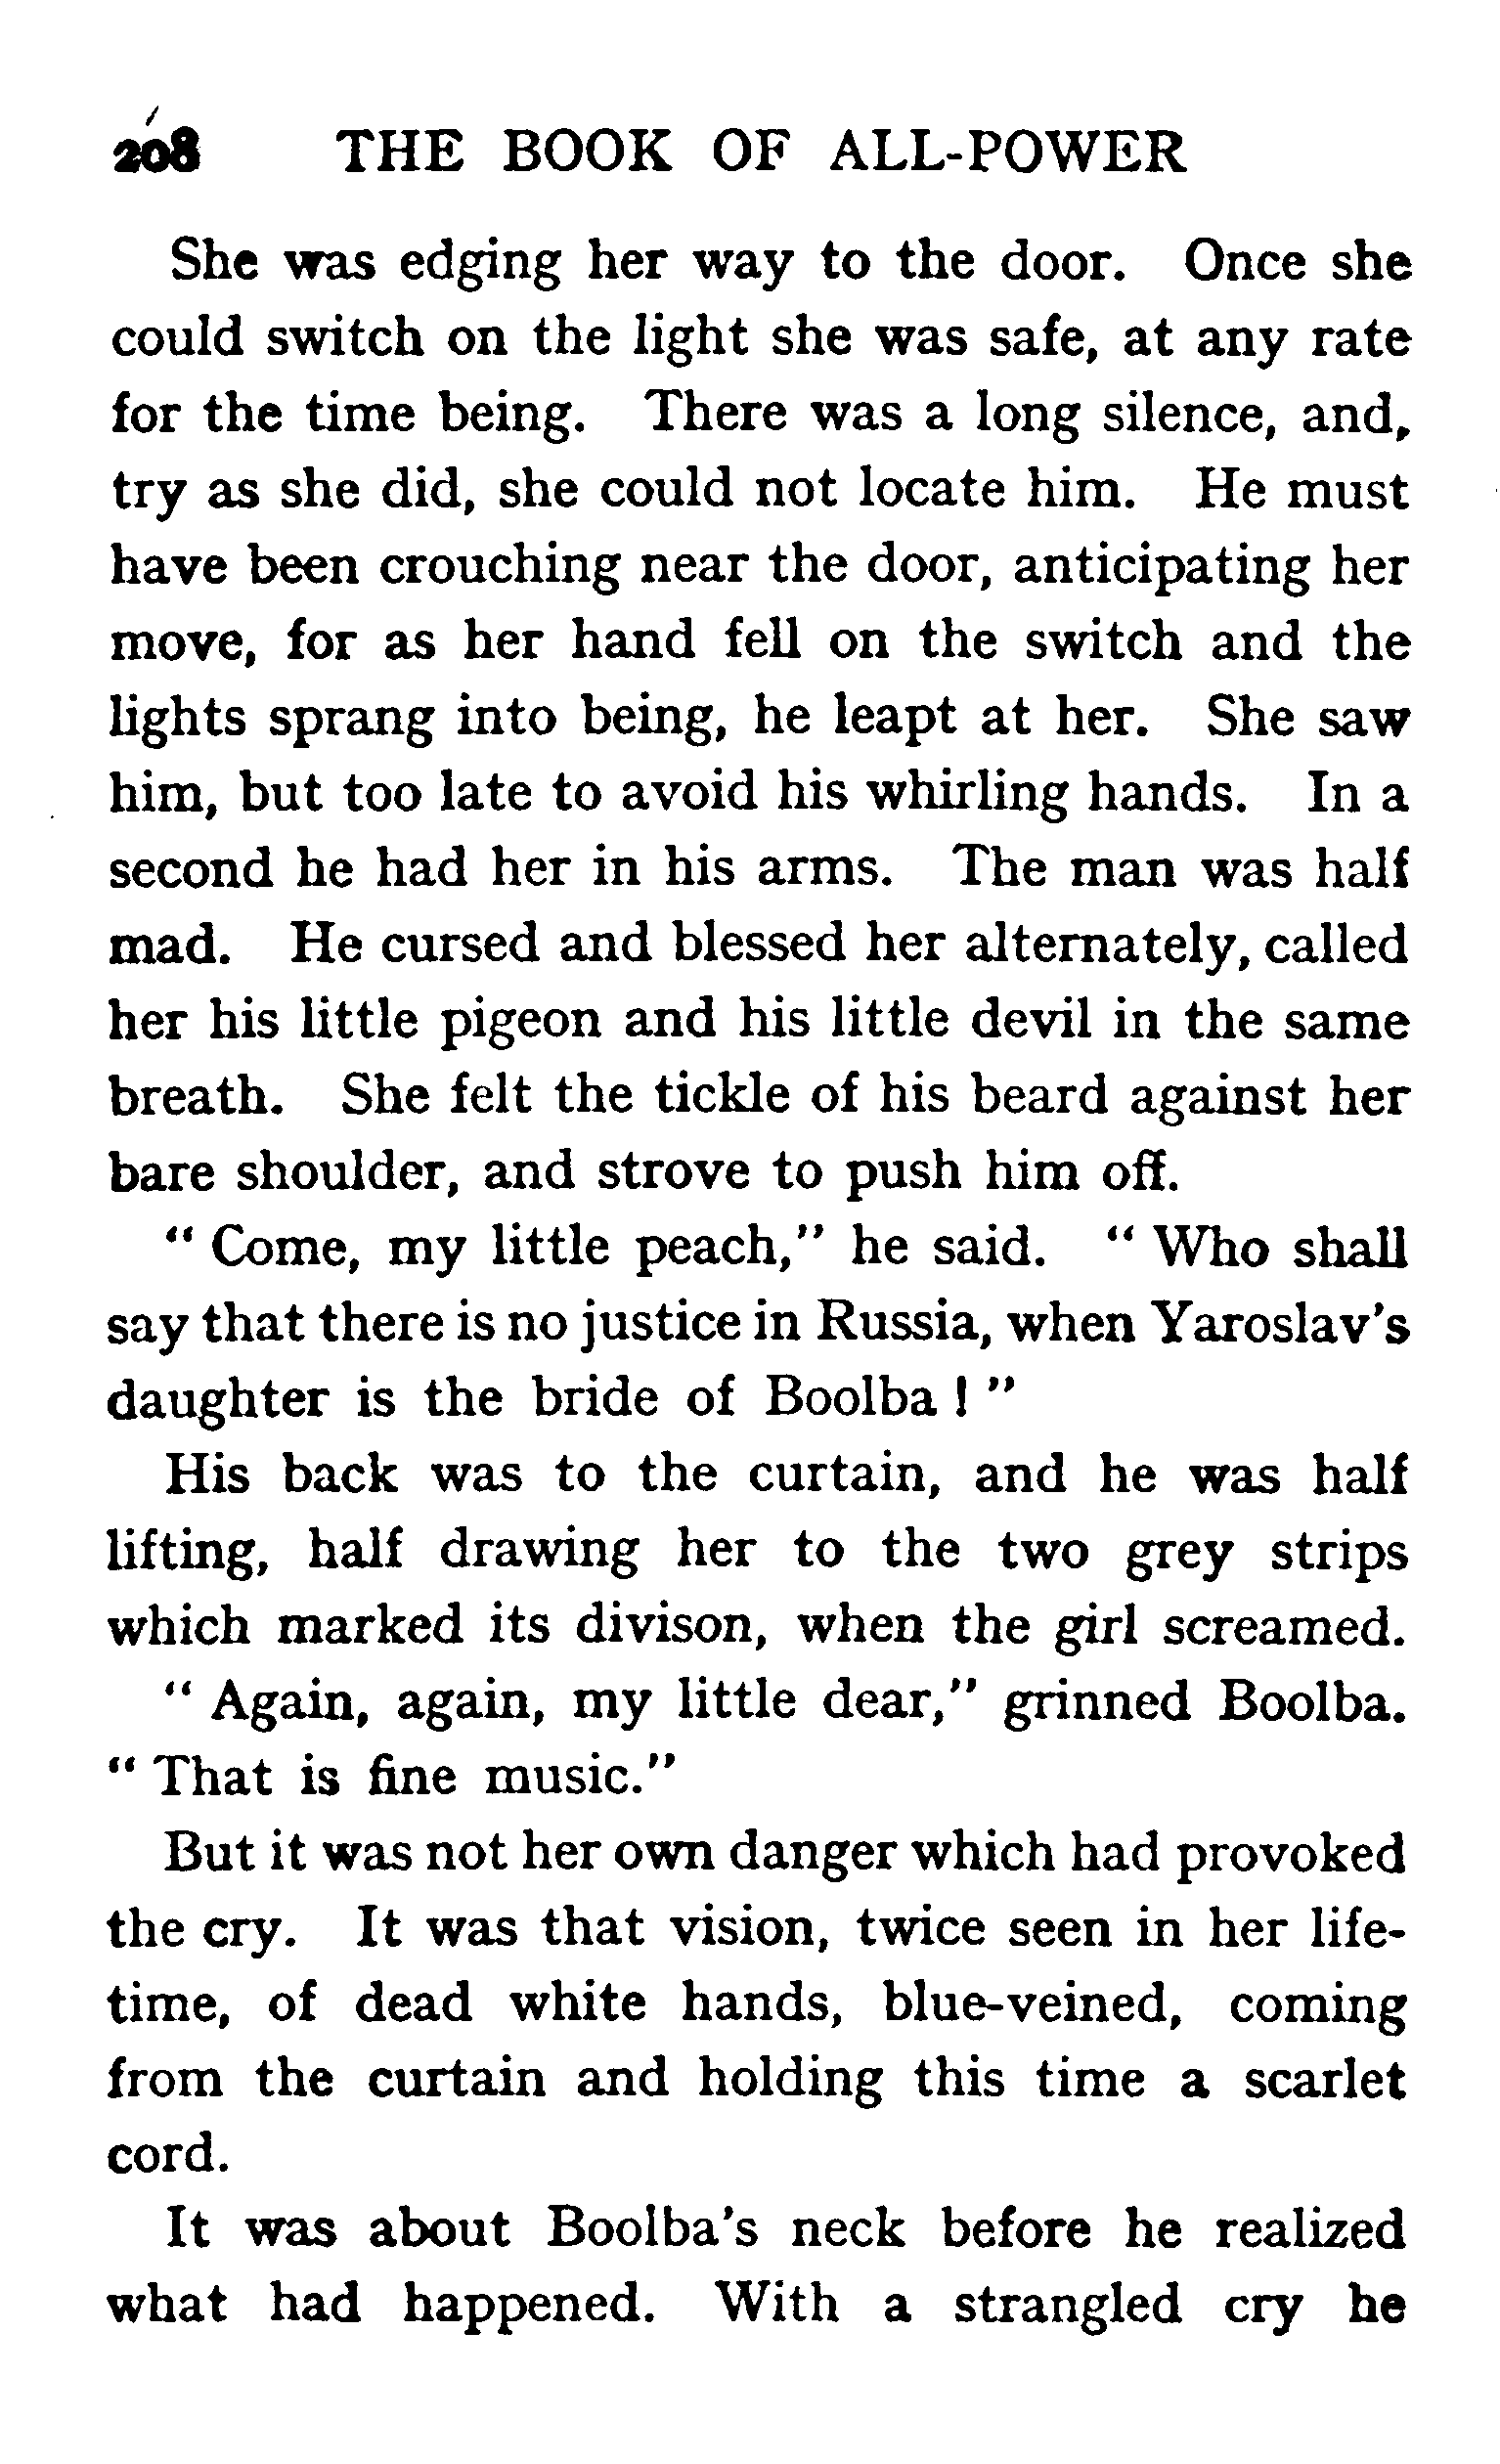 208 THE BOOK OF ALL-POWER
She was edging her way to the door. Once she
could switch on the light she was safe, at any rate
for the time being. There was a long silence, and,
try as she did, she could not locate him. He must
have been crouching near the door, anticipating her
move, for as her hand fell on the switch and the
lights sprang into being, he leapt at her. She saw
him, but too late to avoid his whirling hands. In a
second he had her in his arms. The man was half
mad. He cursed and blessed her alternately, called
her his little pigeon and his little devil in the same
breath. She felt the tickle of his beard against her
bare shoulder, and strove to push him off.
" Come, my little peach," he said. " Who shall
say that there is no justice in Russia, when Yaroslav's
daughter is the bride of Boolba ! "
His back was to the curtain, and he was half
lifting, half drawing her to the two grey strips
which marked its divison, when the girl screamed.
" Again, again, my little dear," grinned Boolba.
" That is fine music."
But it was not her own danger which had provoked
the cry. It was that vision, twice seen in her life-
time, of dead white hands, blue-veined, coming
from the curtain and holding this time a scarlet
cord.
It was about Boolba's neck before he realized
what had happened. With a strangled cry he